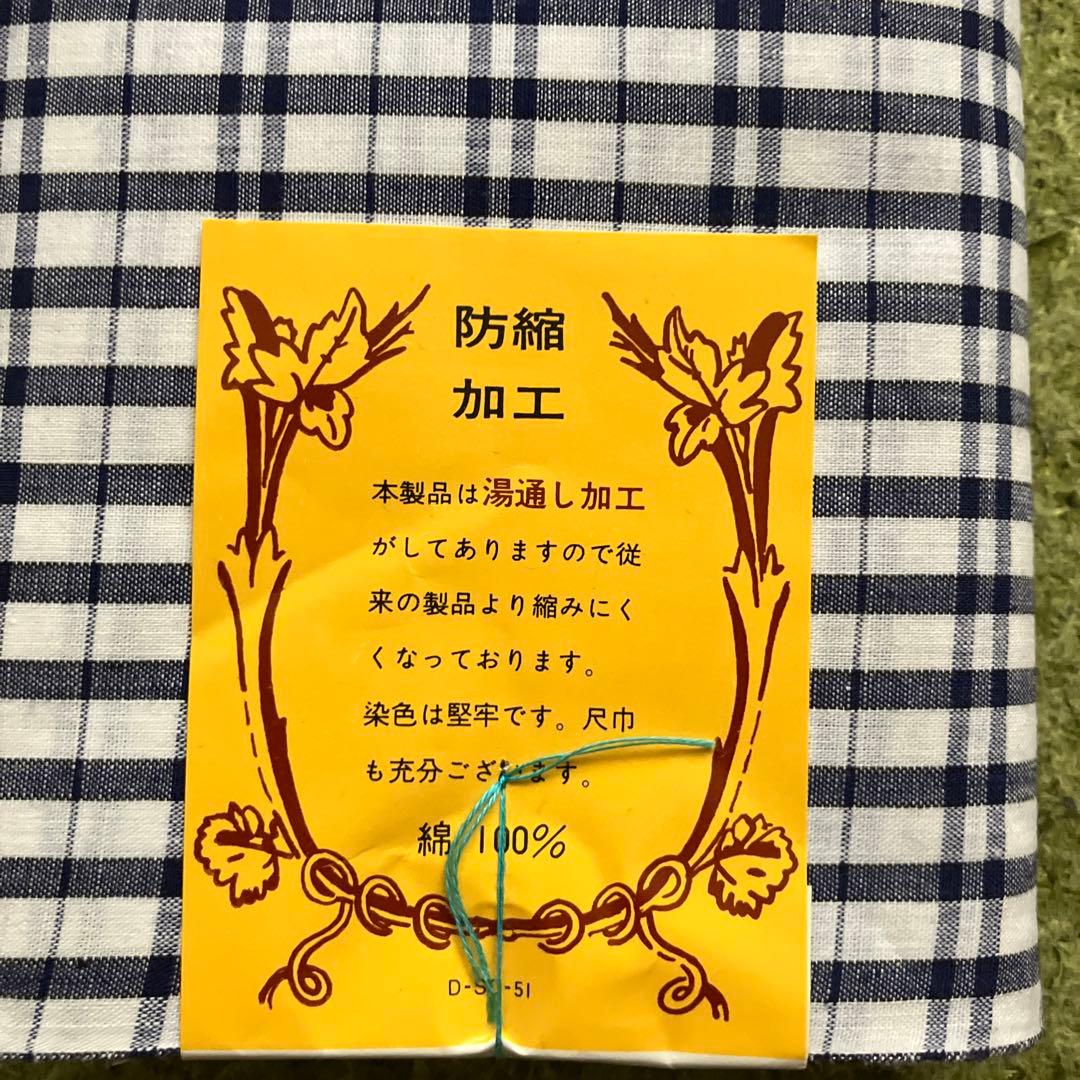 防縮
加工
本製品は湯通し加工
がしてありますので従
来の製品より縮みにく
くなっております。
染色は堅牢です。尺巾
も充分ございます。
綿 100%